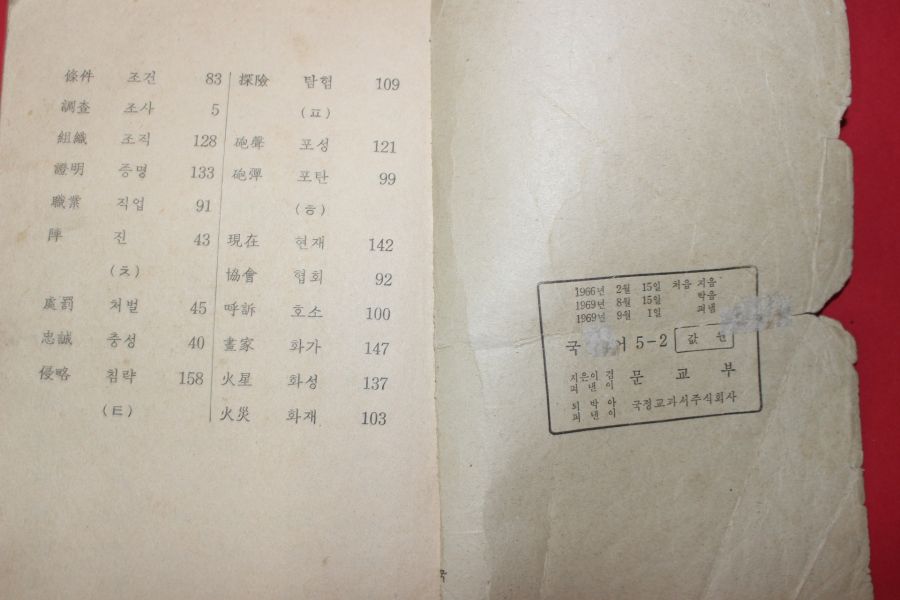 條件 조건 83
調査 조사 5
組織 조직 128
證明 증명 133
職業 직업 91
陣 진 43
(ㅊ)
處罰 처벌 45
忠誠 충성 40
侵略 침략 158
(ㅌ)
探險 탐험 109
(ㅍ)
砲聲 포성 121
砲彈 포탄 99
(ㅎ)
現在 현재 142
協會 협회 92
呼訴 호소 100
畫家 화가 147
火星 화성 137
火災 화재 103
1966년 2월 15일 처음 지음
1969년 8월 15일 박음
1969년 9월 1일 펴냄
국 어 5-2 값 원
지은이 겸
펴낸이 문교부
되박아
펴낸이 국정교과서주식회사